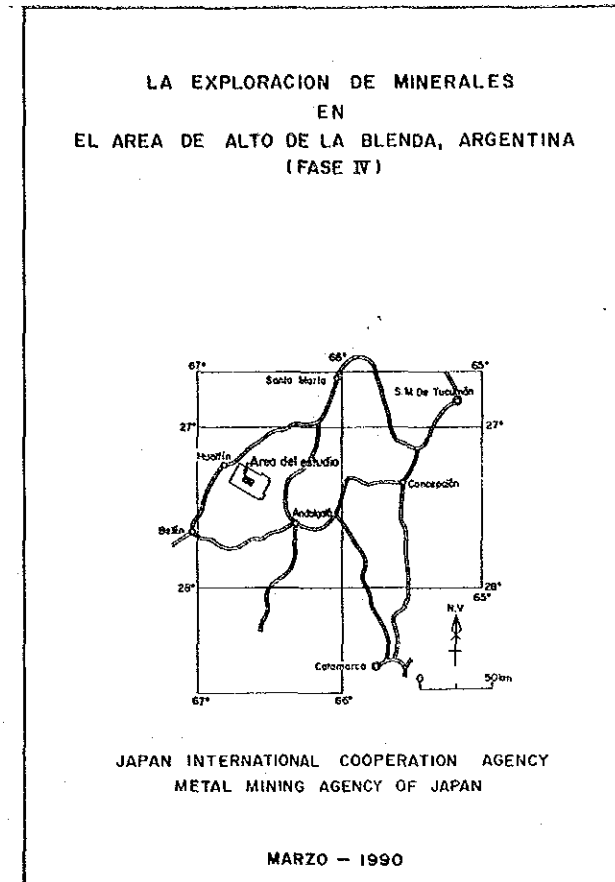 LA EXPLORACION DE MINERALES
EN
EL AREA DE ALTO DE LA BLENDA, ARGENTINA
(FASE IV)
67°
66°
65°
Santa María
S.M. De Tucumán
27°
27°
Hualfín
Area del estudio
Concepción
Andalgalá
Belén
28°
28°
65°
N.V
Catamarca
0 50km
67°
66°
JAPAN INTERNATIONAL COOPERATION AGENCY
METAL MINING AGENCY OF JAPAN
MARZO - 1990